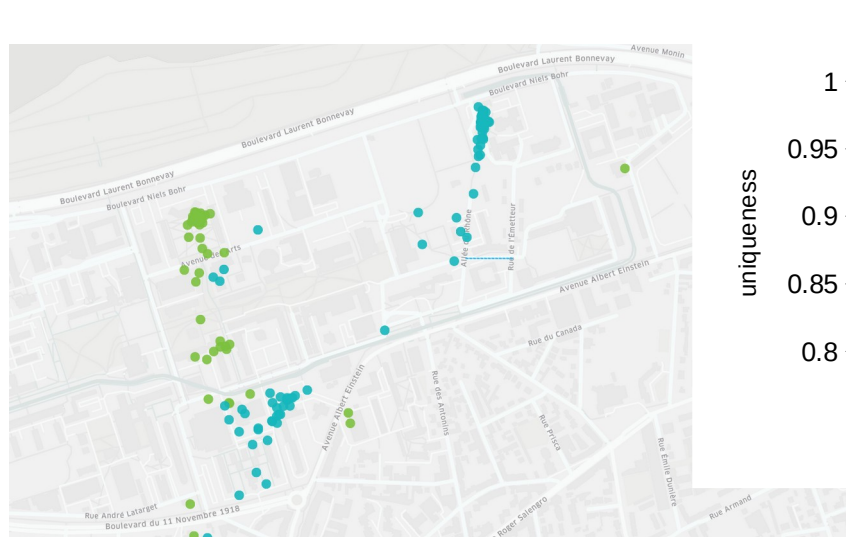 Avenue Monin
Boulevard Laurent Bonnevay
Boulevard Niels Bohr
1
Boulevard Laurent Bonnevay
0.95
Boulevard Laurent Bonnevay
Boulevard Niels Bohr
0.9
uniqueness
Rue de l'Émetteur
Avenue Albert Einstein
0.85
Rue du Canada
0.8
Avenue Albert Einstein
Rue des Antonins
Rue Prisca
Rue Émile Dunière
Rue André Latarget
Boulevard du 11 Novembre 1918
Roger Salengro
Rue Armand